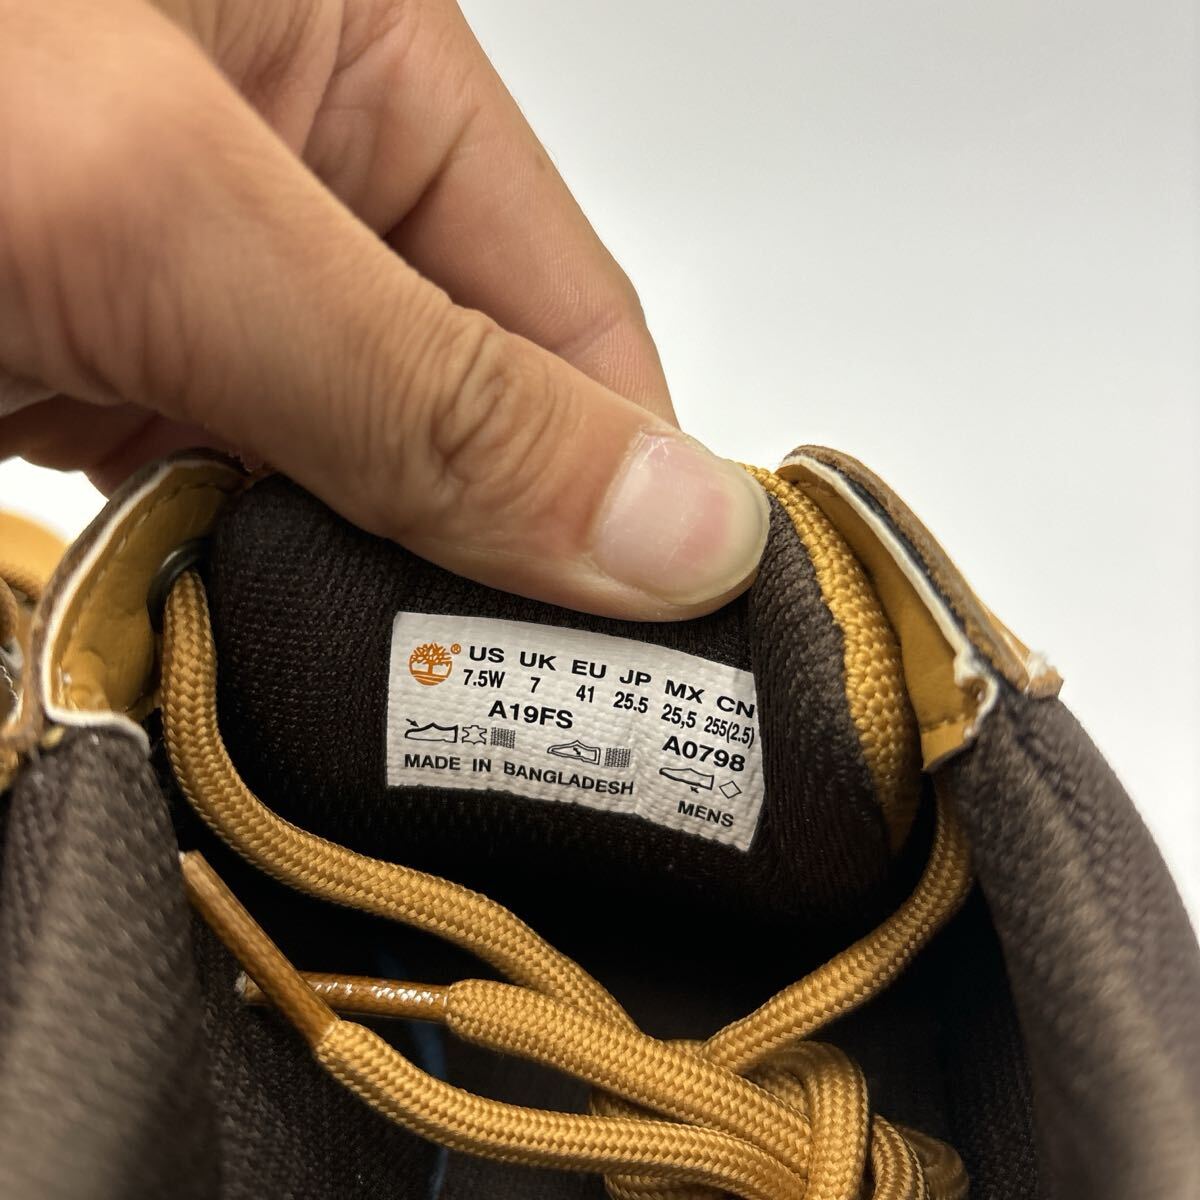 ® US UK EU JP MX CN
7.5W 7 41 25.5 25,5 255(2.5)
A19FS A0798
MADE IN BANGLADESH
MENS